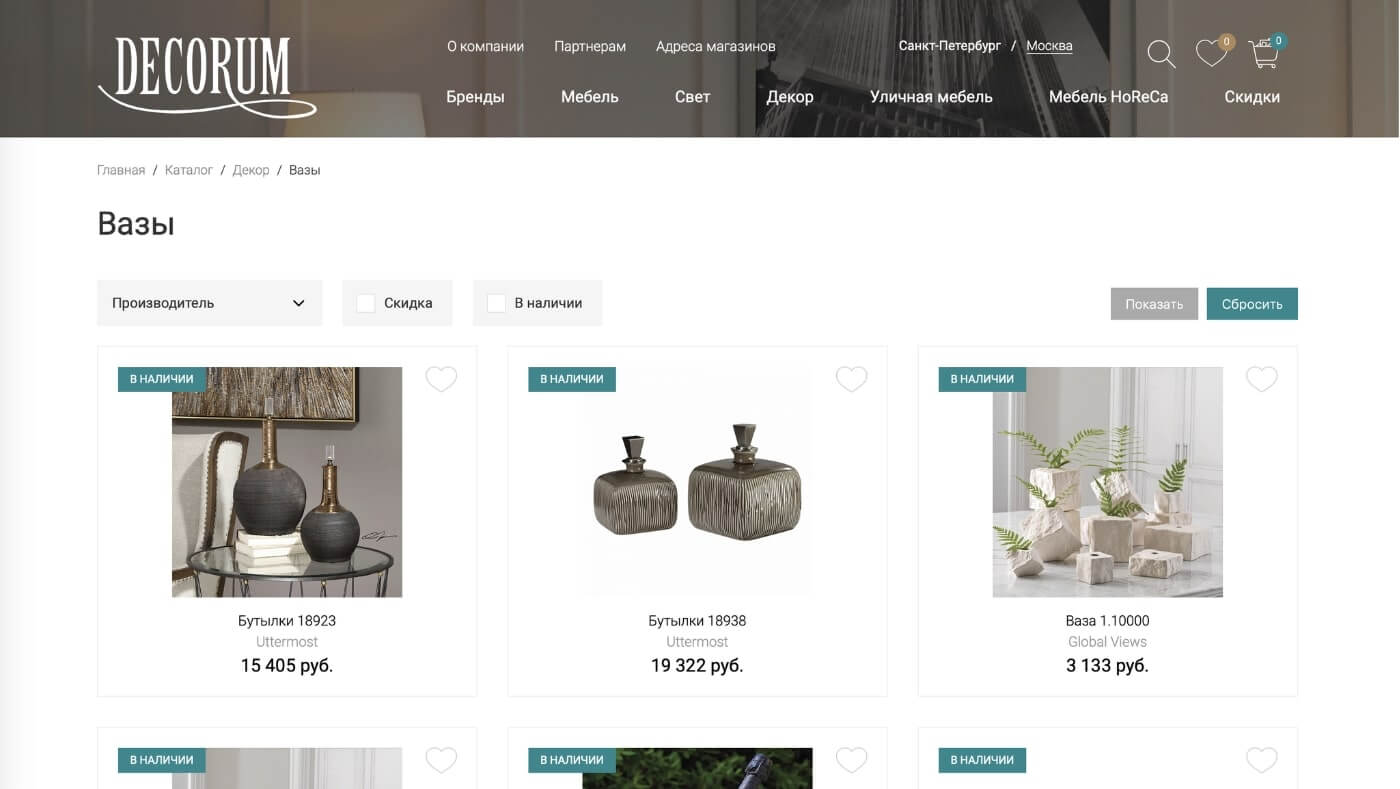 DECORUM
О компании Партнерам Адреса магазинов Санкт-Петербург / Москва 0 0
Бренды Мебель Свет Декор Уличная мебель Мебель HoReCa Скидки
Главная / Каталог / Декор / Вазы
Вазы
Производитель Скидка В наличии Показать Сбросить
В НАЛИЧИИ В НАЛИЧИИ В НАЛИЧИИ
Бутылки 18923 Бутылки 18938 Ваза 1.10000
Uttermost Uttermost Global Views
15 405 руб. 19 322 руб. 3 133 руб.
В НАЛИЧИИ В НАЛИЧИИ В НАЛИЧИИ